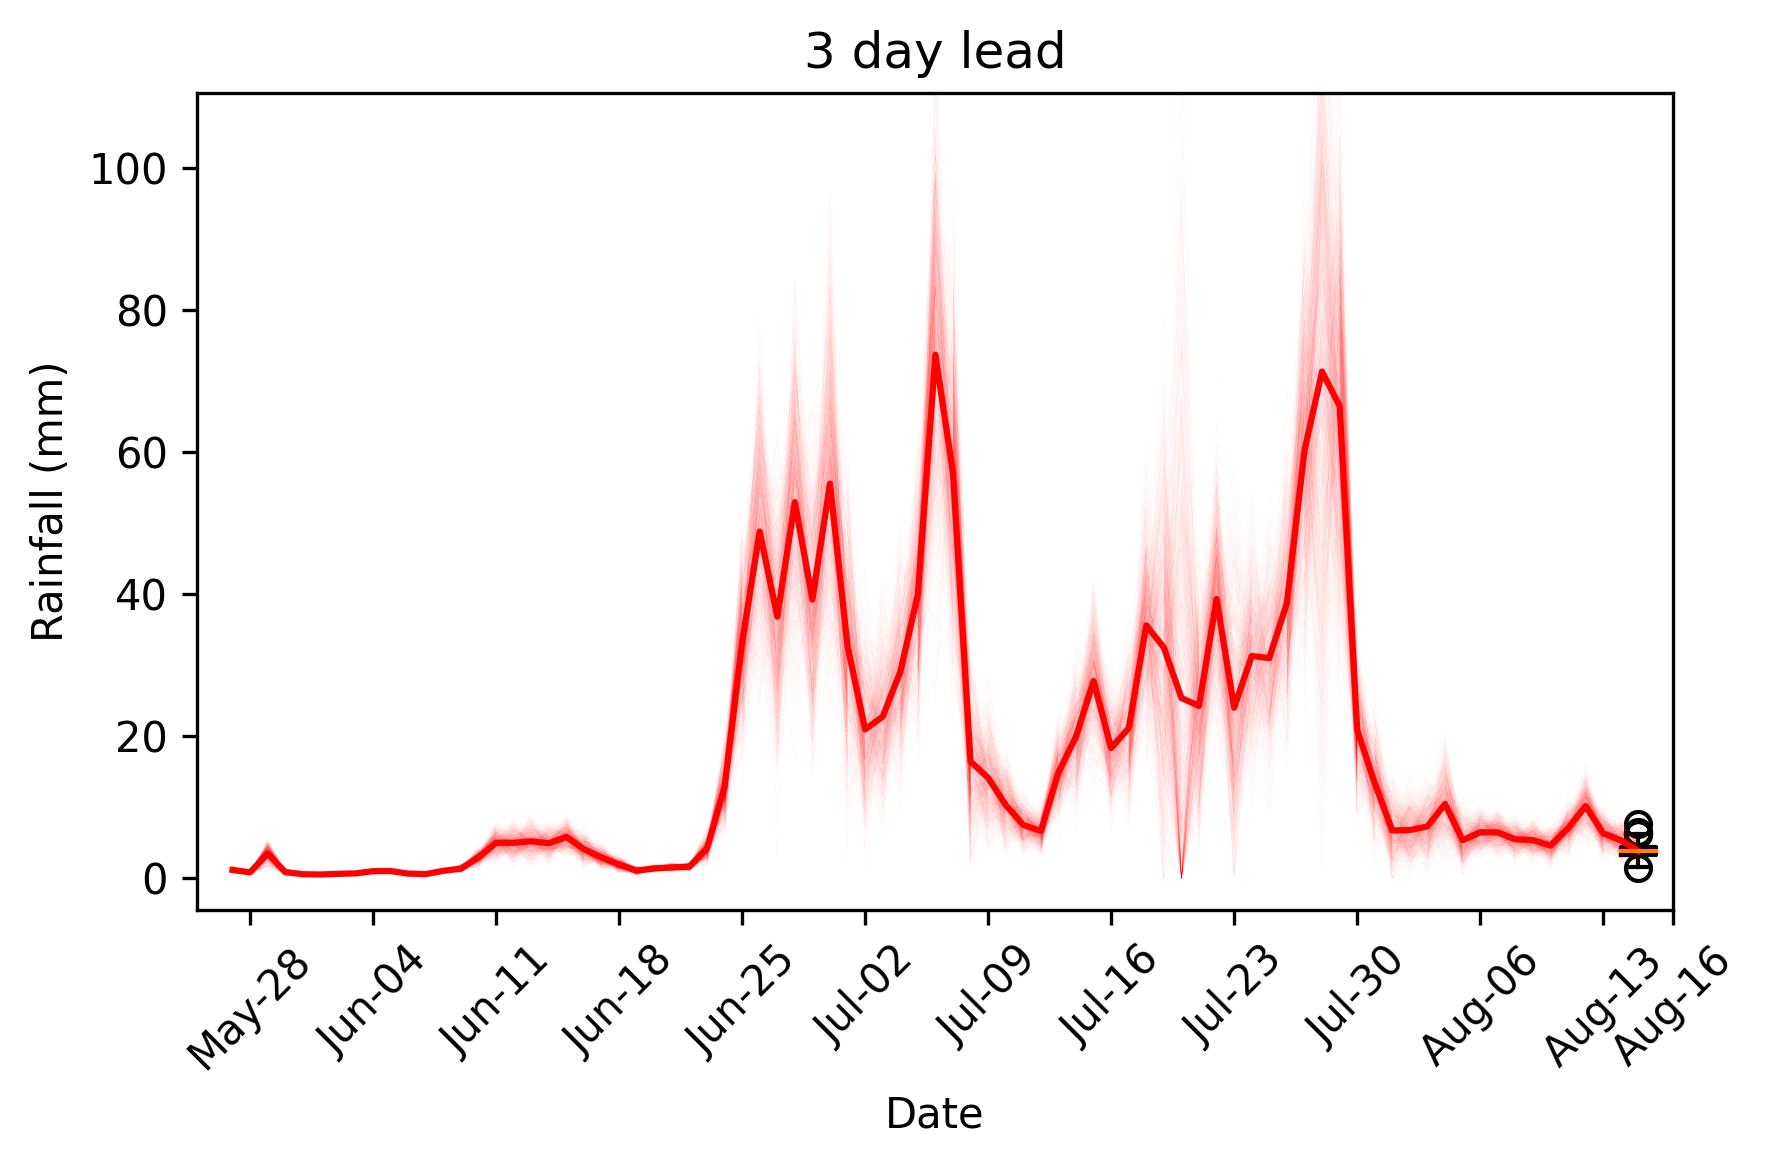 3 day lead
100
80
60
40
20
0
Rainfall (mm)
May-28
Jun-04
Jun-11
Jun-18
Jun-25
Jul-02
Jul-09
Jul-16
Jul-23
Jul-30
Aug-06
Aug-13
Aug-16
Date